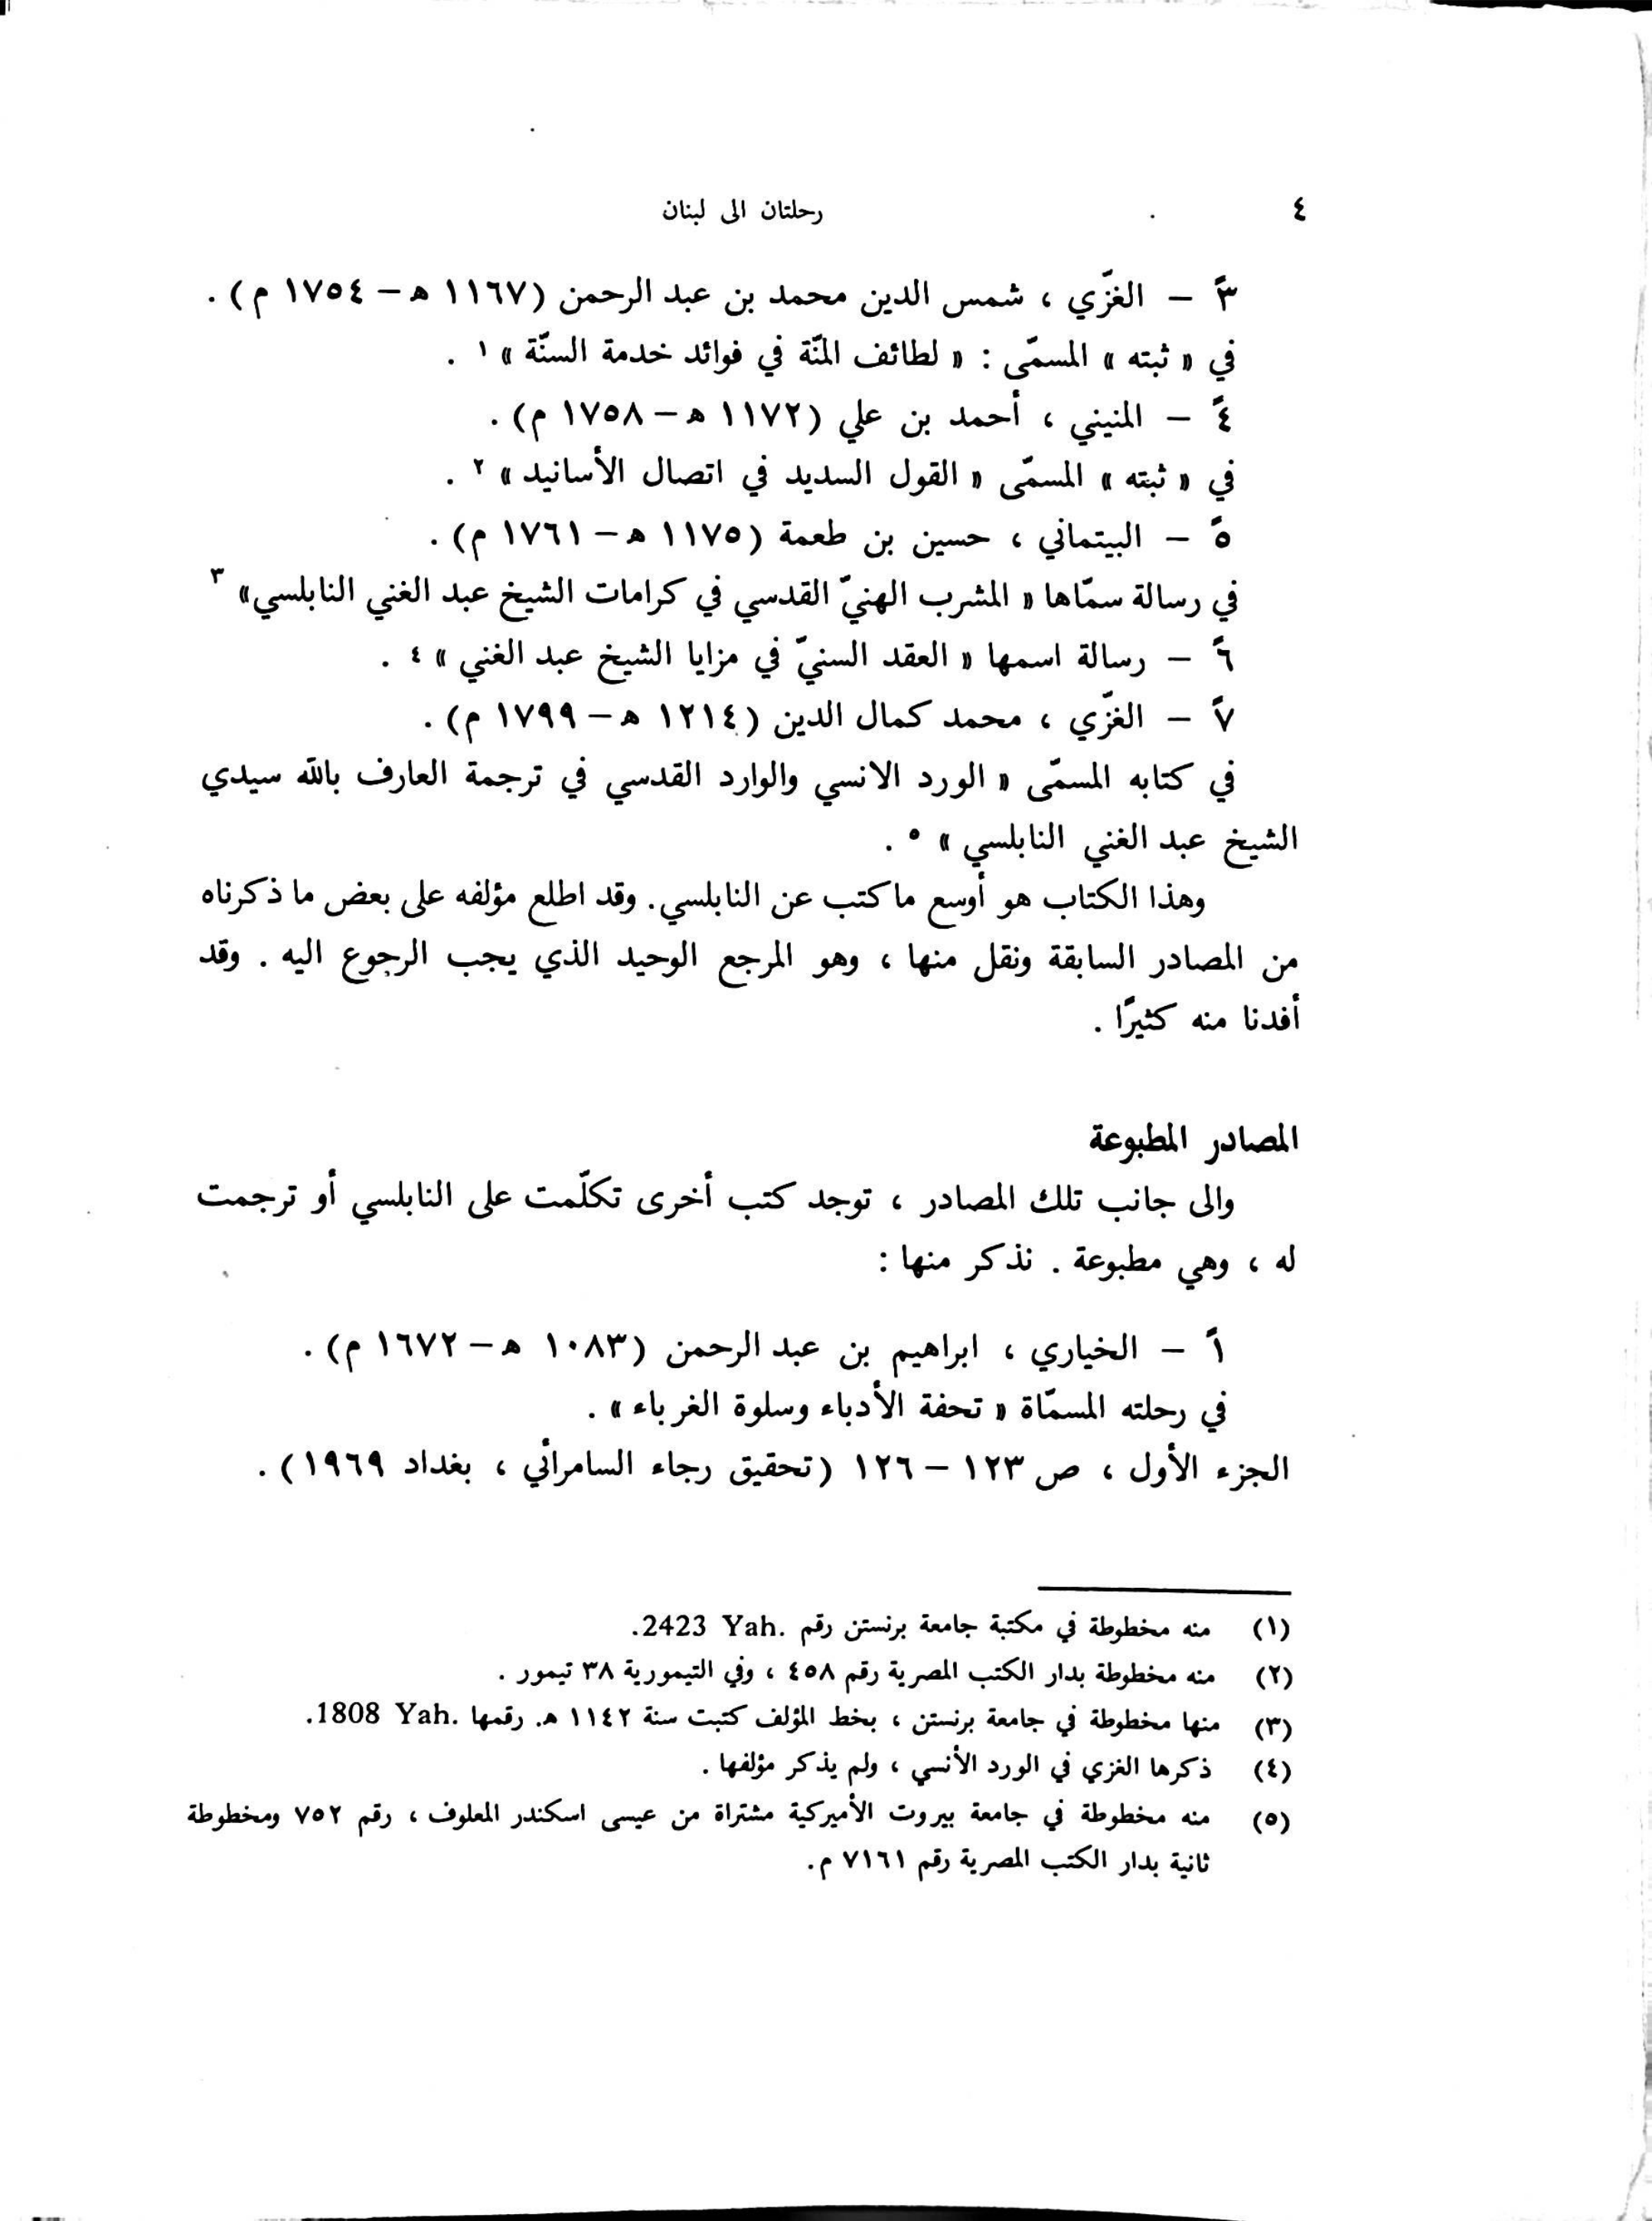 ٤ رحلتان الى لبنان
٣ً — الغزّي ، شمس الدين محمد بن عبد الرحمن (١١٦٧ هـ – ١٧٥٤ م) .
في « ثبته » المسمّى : « لطائف المنّة في فوائد خدمة السنّة » ١ .
٤ً — المنيني ، أحمد بن علي (١١٧٢ هـ – ١٧٥٨ م) .
في « ثبته » المسمّى « القول السديد في اتصال الأسانيد » ٢ .
٥ً — البيتماني ، حسين بن طعمة (١١٧٥ هـ – ١٧٦١ م) .
في رسالة سمّاها « المشرب الهنيّ القدسي في كرامات الشيخ عبد الغني النابلسي» ٣
٦ً — رسالة اسمها « العقد السنيّ في مزايا الشيخ عبد الغني » ٤ .
٧ً — الغزّي ، محمد كمال الدين (١٢١٤ هـ – ١٧٩٩ م) .
في كتابه المسمّى « الورد الانسي والوارد القدسي في ترجمة العارف بالله سيدي
الشيخ عبد الغني النابلسي » ٥ .
وهذا الكتاب هو أوسع ما كتب عن النابلسي . وقد اطلع مؤلفه على بعض ما ذكرناه
من المصادر السابقة ونقل منها ، وهو المرجع الوحيد الذي يجب الرجوع اليه . وقد
أفدنا منه كثيرًا .
المصادر المطبوعة
والى جانب تلك المصادر ، توجد كتب أخرى تكلّمت على النابلسي أو ترجمت
له ، وهي مطبوعة . نذكر منها :
١ً — الخياري ، ابراهيم بن عبد الرحمن (١٠٨٣ هـ – ١٦٧٢ م) .
في رحلته المسمّاة « تحفة الأدباء وسلوة الغرباء » .
الجزء الأول ، ص ١٢٣ – ١٢٦ (تحقيق رجاء السامرائي ، بغداد ١٩٦٩) .
(١) منه مخطوطة في مكتبة جامعة برنستن رقم 2423 Yah.
(٢) منه مخطوطة بدار الكتب المصرية رقم ٤٥٨ ، وفي التيمورية ٣٨ تيمور .
(٣) منها مخطوطة في جامعة برنستن ، بخط المؤلف كتبت سنة ١١٤٢ هـ. رقمها 1808 Yah.
(٤) ذكرها الغزي في الورد الأنسي ، ولم يذكر مؤلفها .
(٥) منه مخطوطة في جامعة بيروت الأميركية مشتراة من عيسى اسكندر المعلوف ، رقم ٧٥٢ ومخطوطة
ثانية بدار الكتب المصرية رقم ٧١٦١ م.